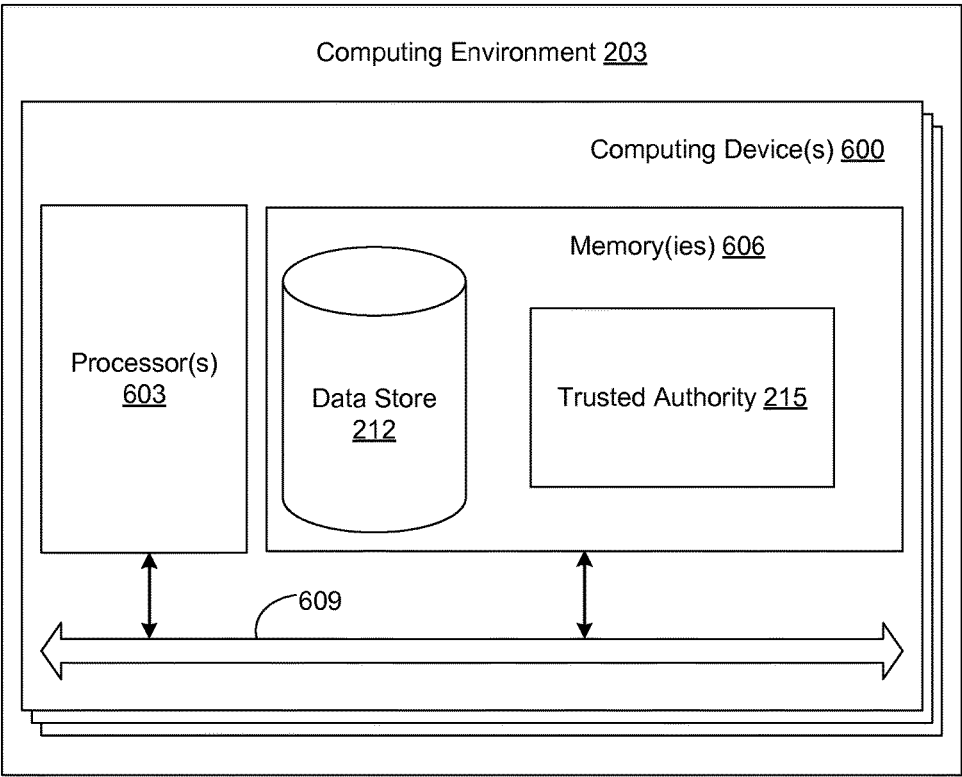 Computing Environment 203
Computing Device(s) 600
Memory(ies) 606
Processor(s)
603
Data Store
212
Trusted Authority 215
609